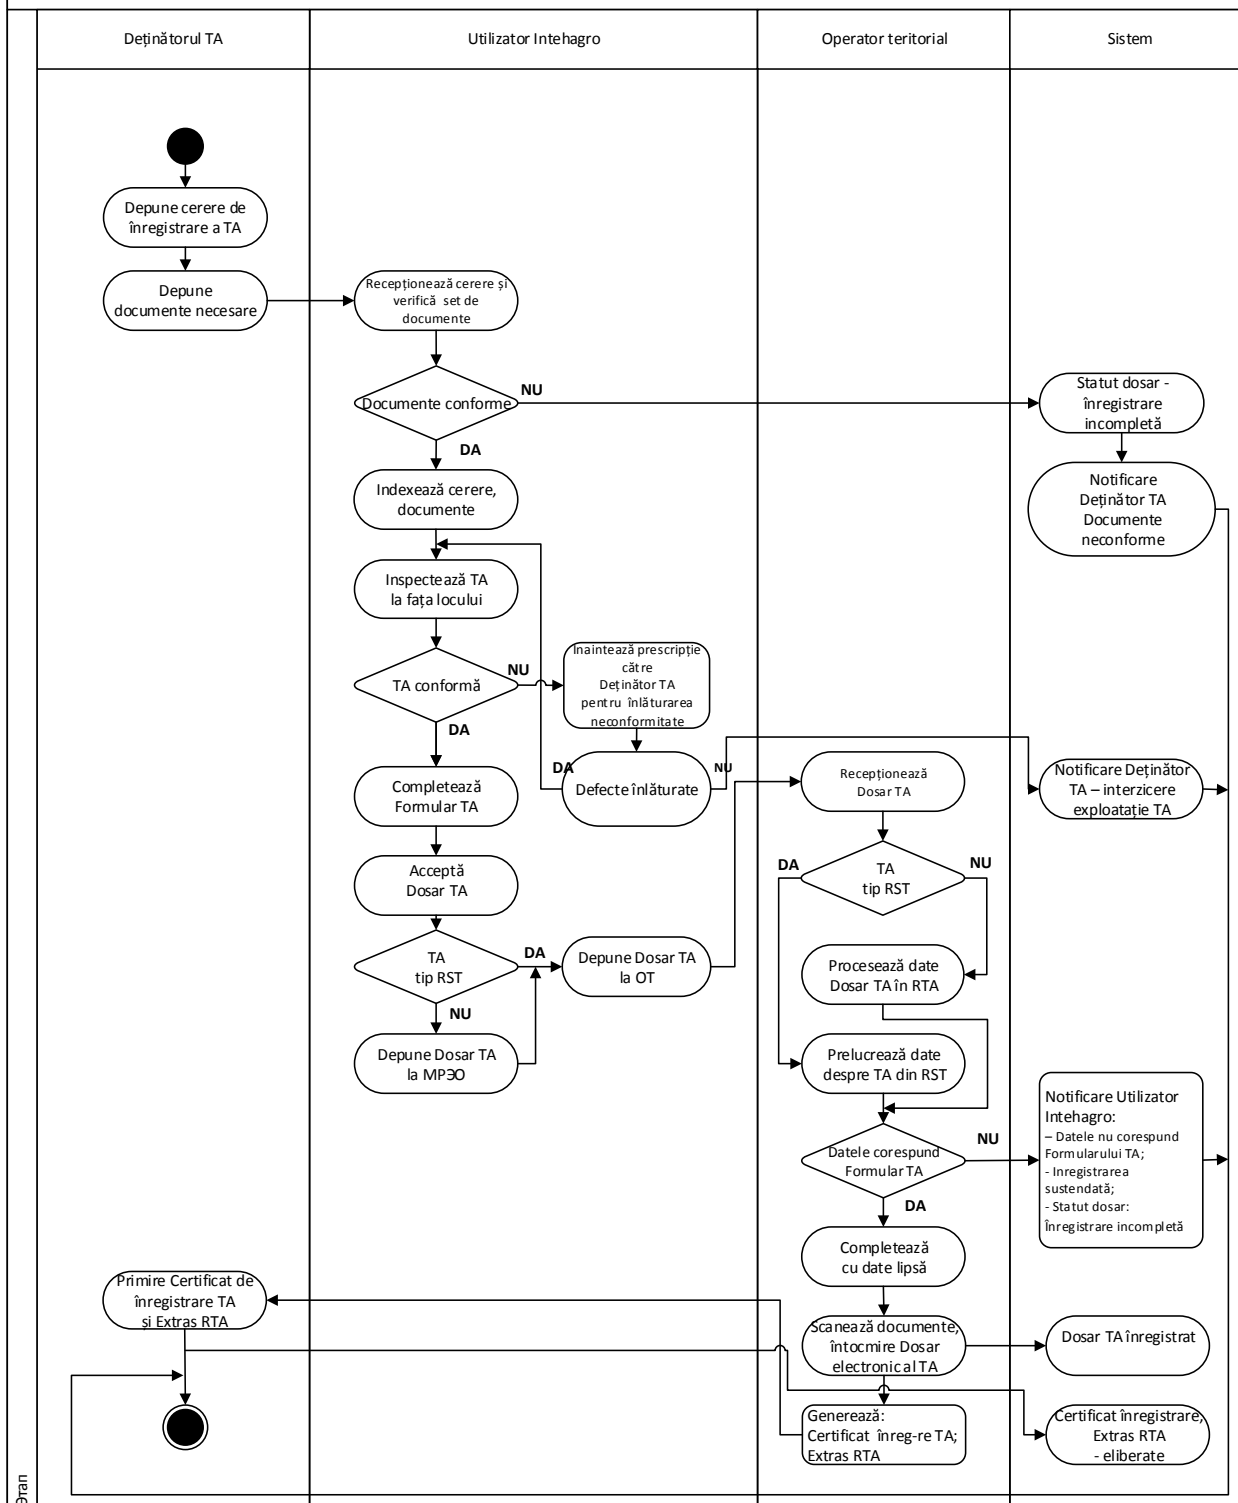 Deținătorul TA
Utilizator Intehagro
Operator teritorial
Sistem
Depune cerere de
înregistrare a TA
Depune
documente necesare
Recepționează cerere și
verifică set de
documente
Documente conforme
NU
DA
Statut dosar -
înregistrare
incompletă
Notificare
Deținător TA
Documente
neconforme
Indexează cerere,
documente
Inspectează TA
la fața locului
TA conformă
NU
DA
Inaintează prescripție
către
Deținător TA
pentru înlăturarea
neconformitate
Defecte înlăturate
DA
NU
Notificare Deținător
TA – interzicere
exploatație TA
Completează
Formular TA
Acceptă
Dosar TA
TA
tip RST
DA
NU
Depune Dosar TA
la OT
Depune Dosar TA
la МРЭО
Recepționează
Dosar TA
TA
tip RST
DA
NU
Procesează date
Dosar TA în RTA
Prelucrează date
despre TA din RST
Datele corespund
Formular TA
NU
DA
Notificare Utilizator
Intehagro:
– Datele nu corespund
Formularului TA;
- Inregistrarea
sustendată;
- Statut dosar:
Înregistrare incompletă
Completează
cu date lipsă
Scanează documente,
întocmire Dosar
electronic al TA
Dosar TA înregistrat
Generează:
Certificat înreg-re TA;
Extras RTA
Certificat înregistrare,
Extras RTA
- eliberate
Primire Certificat de
înregistrare TA
și Extras RTA
Этап